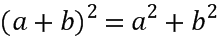 (a + b)² = a² + b²